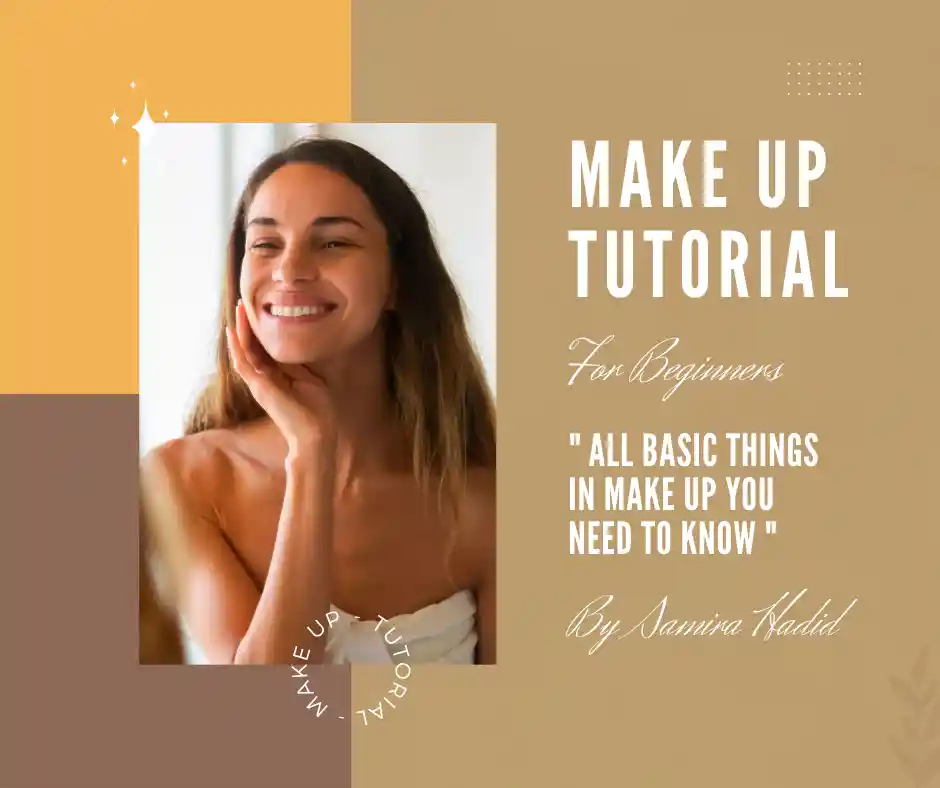 MAKE UP
TUTORIAL
For Beginners
" ALL BASIC THINGS
IN MAKE UP YOU
NEED TO KNOW "
By Samira Hadid
MAKE UP - TUTORIAL -